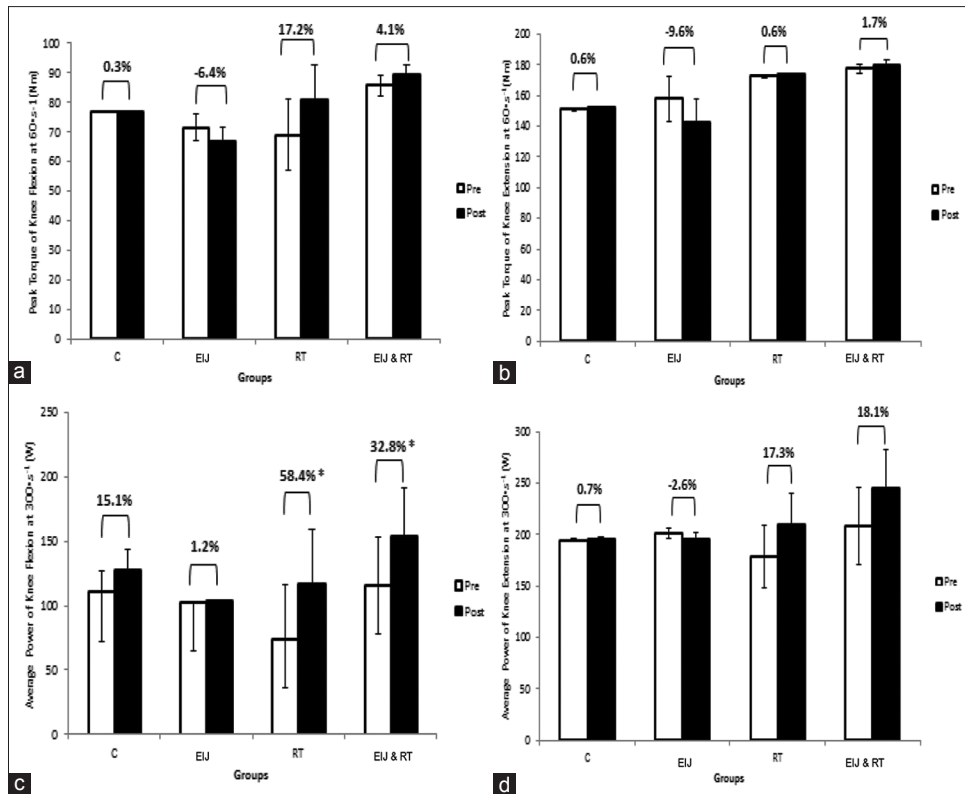 17.2%
4.1%
0.3%
-6.4%
Peak Torque of Knee Flexion at 60•s-1 (Nm)
100
90
80
70
60
50
40
30
20
10
0
Pre
Post
C
EIJ
RT
EIJ & RT
Groups
a
0.6%
-9.6%
0.6%
1.7%
Peak Torque of Knee Extension at 60•s⁻¹ (Nm)
200
180
160
140
120
100
80
60
40
20
0
Pre
Post
C
EIJ
RT
EIJ & RT
Groups
b
15.1%
1.2%
58.4% *
32.8% *
Average Power of Knee Flexion at 300•s⁻¹ (W)
250
200
150
100
50
0
Pre
Post
C
EIJ
RT
EIJ & RT
Groups
c
0.7%
-2.6%
17.3%
18.1%
Average Power of Knee Extension at 300•s⁻¹ (W)
300
250
200
150
100
50
0
Pre
Post
C
EIJ
RT
EIJ & RT
Groups
d